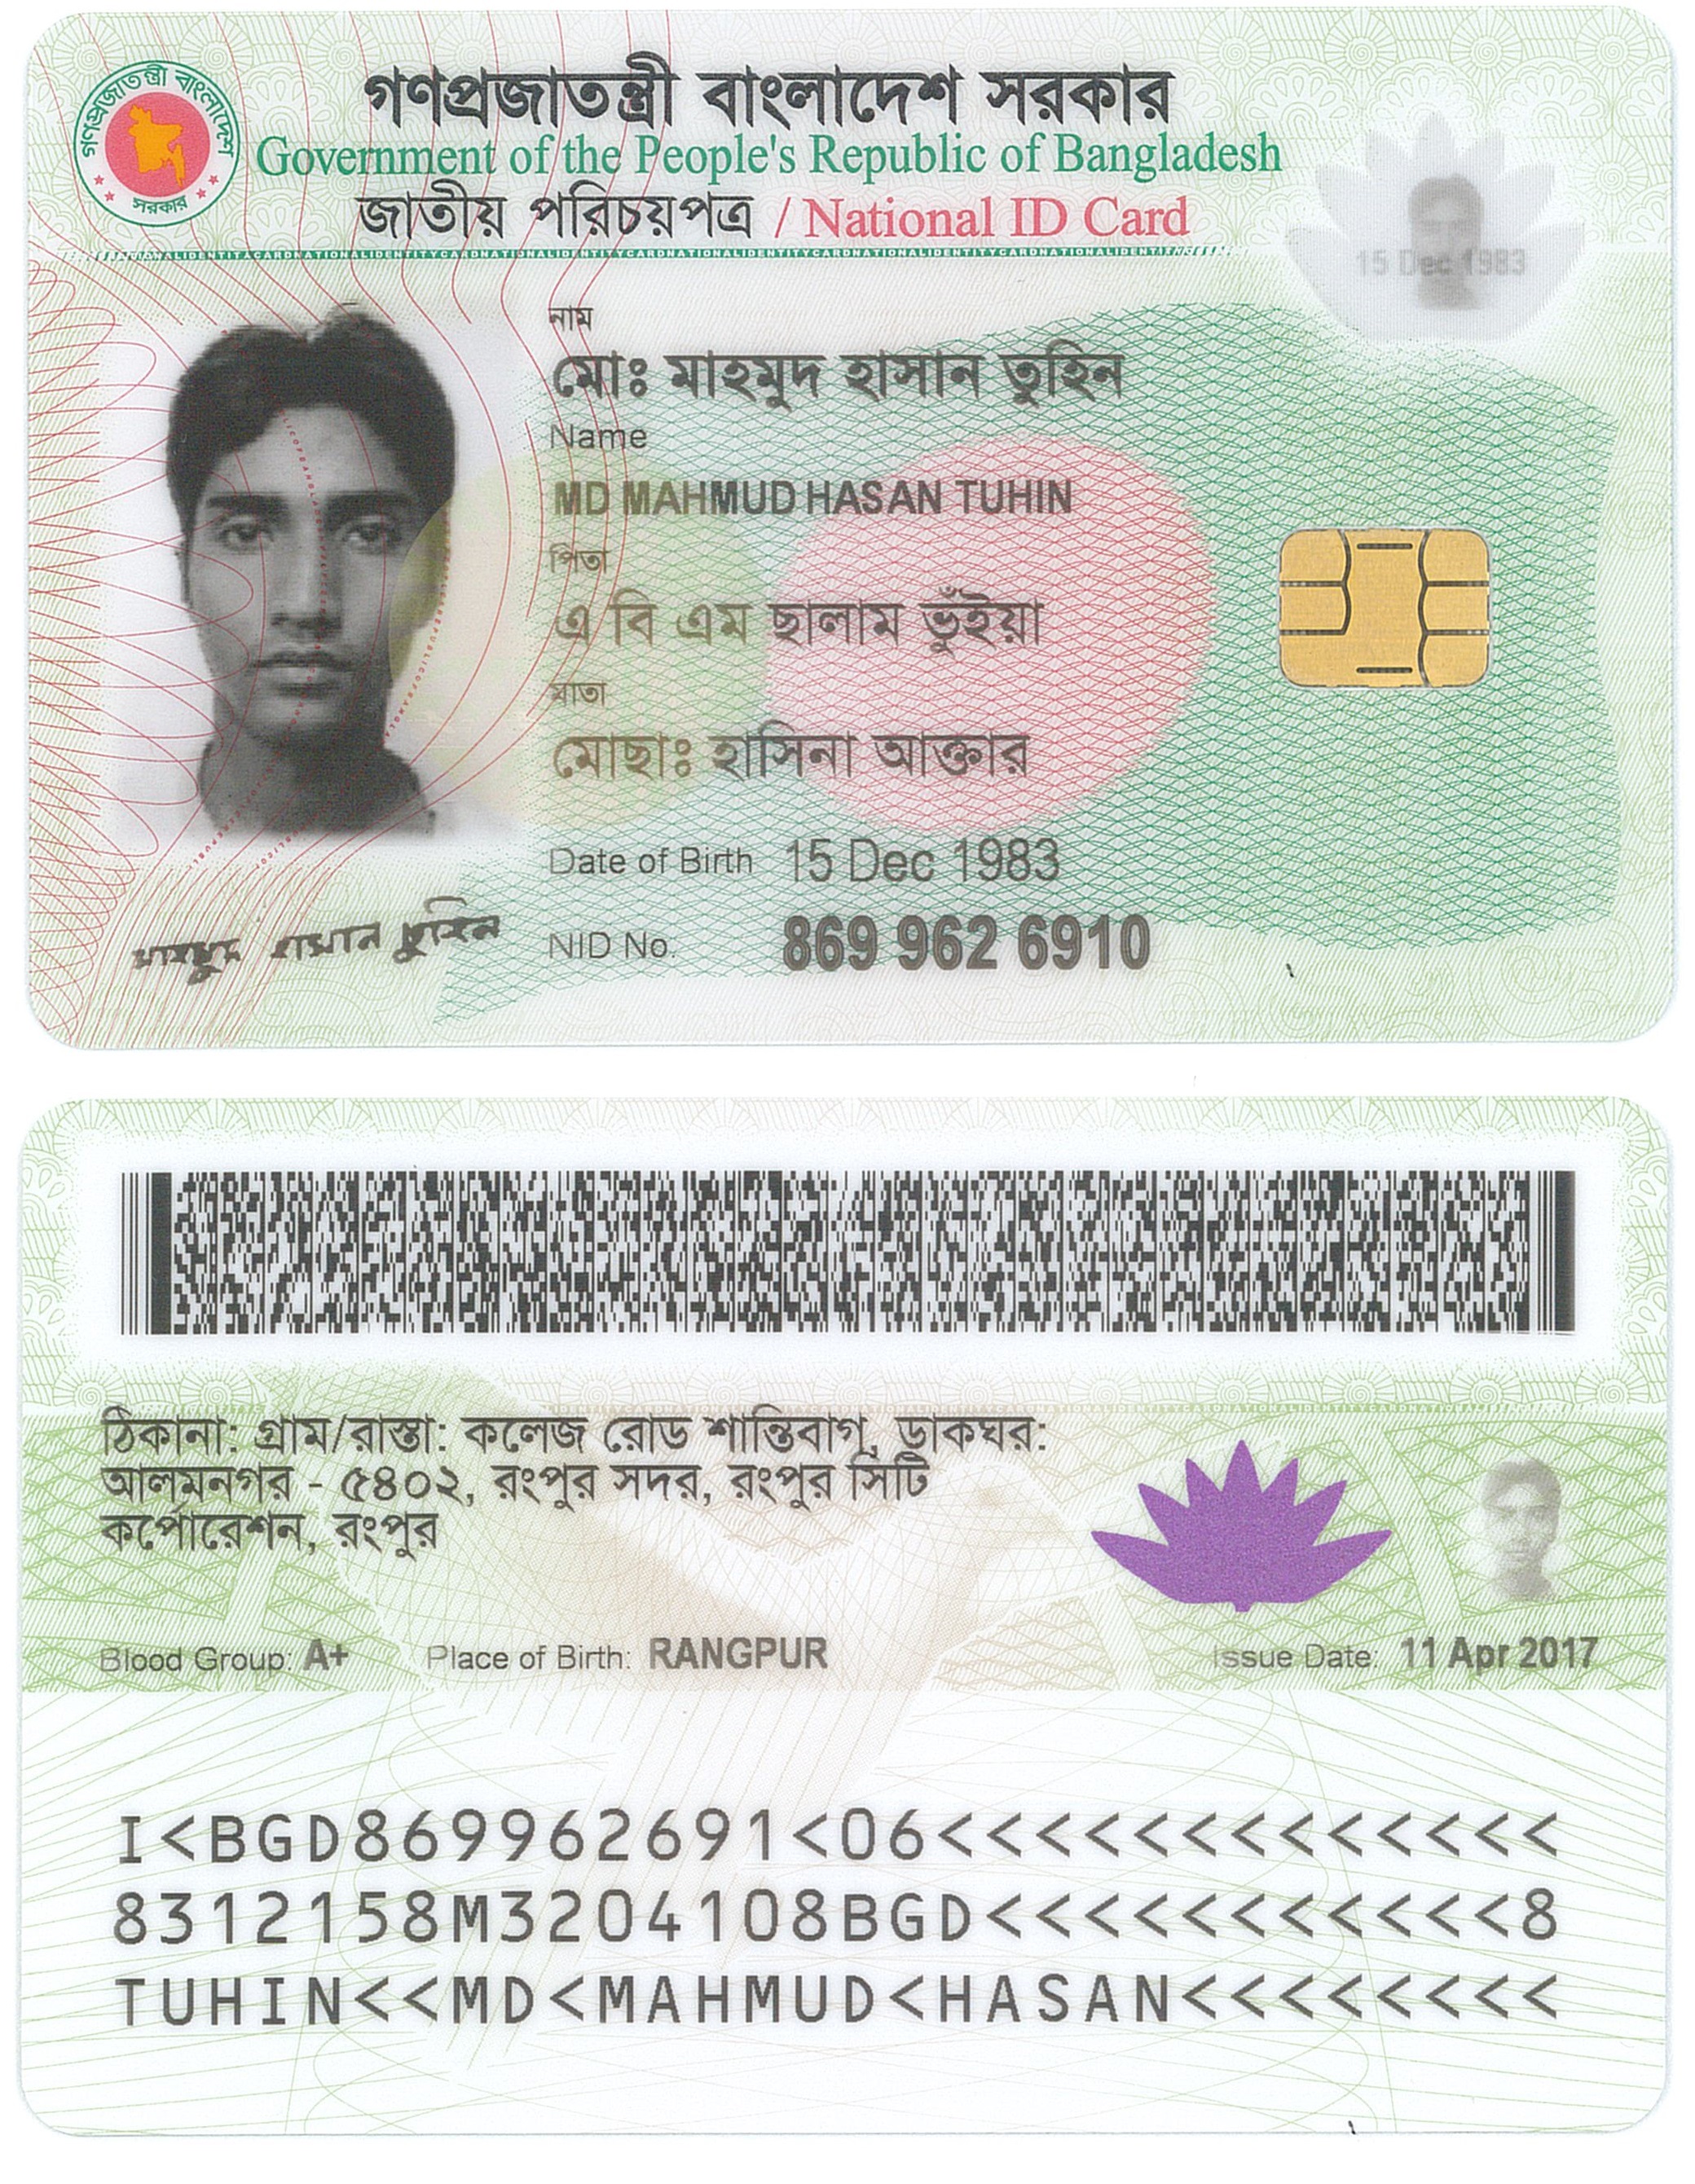 গণপ্রজাতন্ত্রী বাংলাদেশ সরকার
গণপ্রজাতন্ত্রী বাংলাদেশ
সরকার
Government of the People's Republic of Bangladesh
জাতীয় পরিচয়পত্র / National ID Card
15 Dec 1983
নাম
মোঃ মাহমুদ হাসান তুহিন
Name
MD MAHMUD HASAN TUHIN
পিতা
এ বি এম ছালাম ভুঁইয়া
মাতা
মোছাঃ হাসিনা আক্তার
Date of Birth 15 Dec 1983
মাহমুদ হাসান তুহিন
NID No. 869 962 6910
ঠিকানা: গ্রাম/রাস্তা: কলেজ রোড শান্তিবাগ, ডাকঘর:
আলমনগর - ৫৪০২, রংপুর সদর, রংপুর সিটি
কর্পোরেশন, রংপুর
Blood Group: A+ Place of Birth: RANGPUR Issue Date: 11 Apr 2017
I<BGD869962691<06<<<<<<<<<<<<<
8312158M3204108BGD<<<<<<<<<<<8
TUHIN<<MD<MAHMUD<HASAN<<<<<<<<